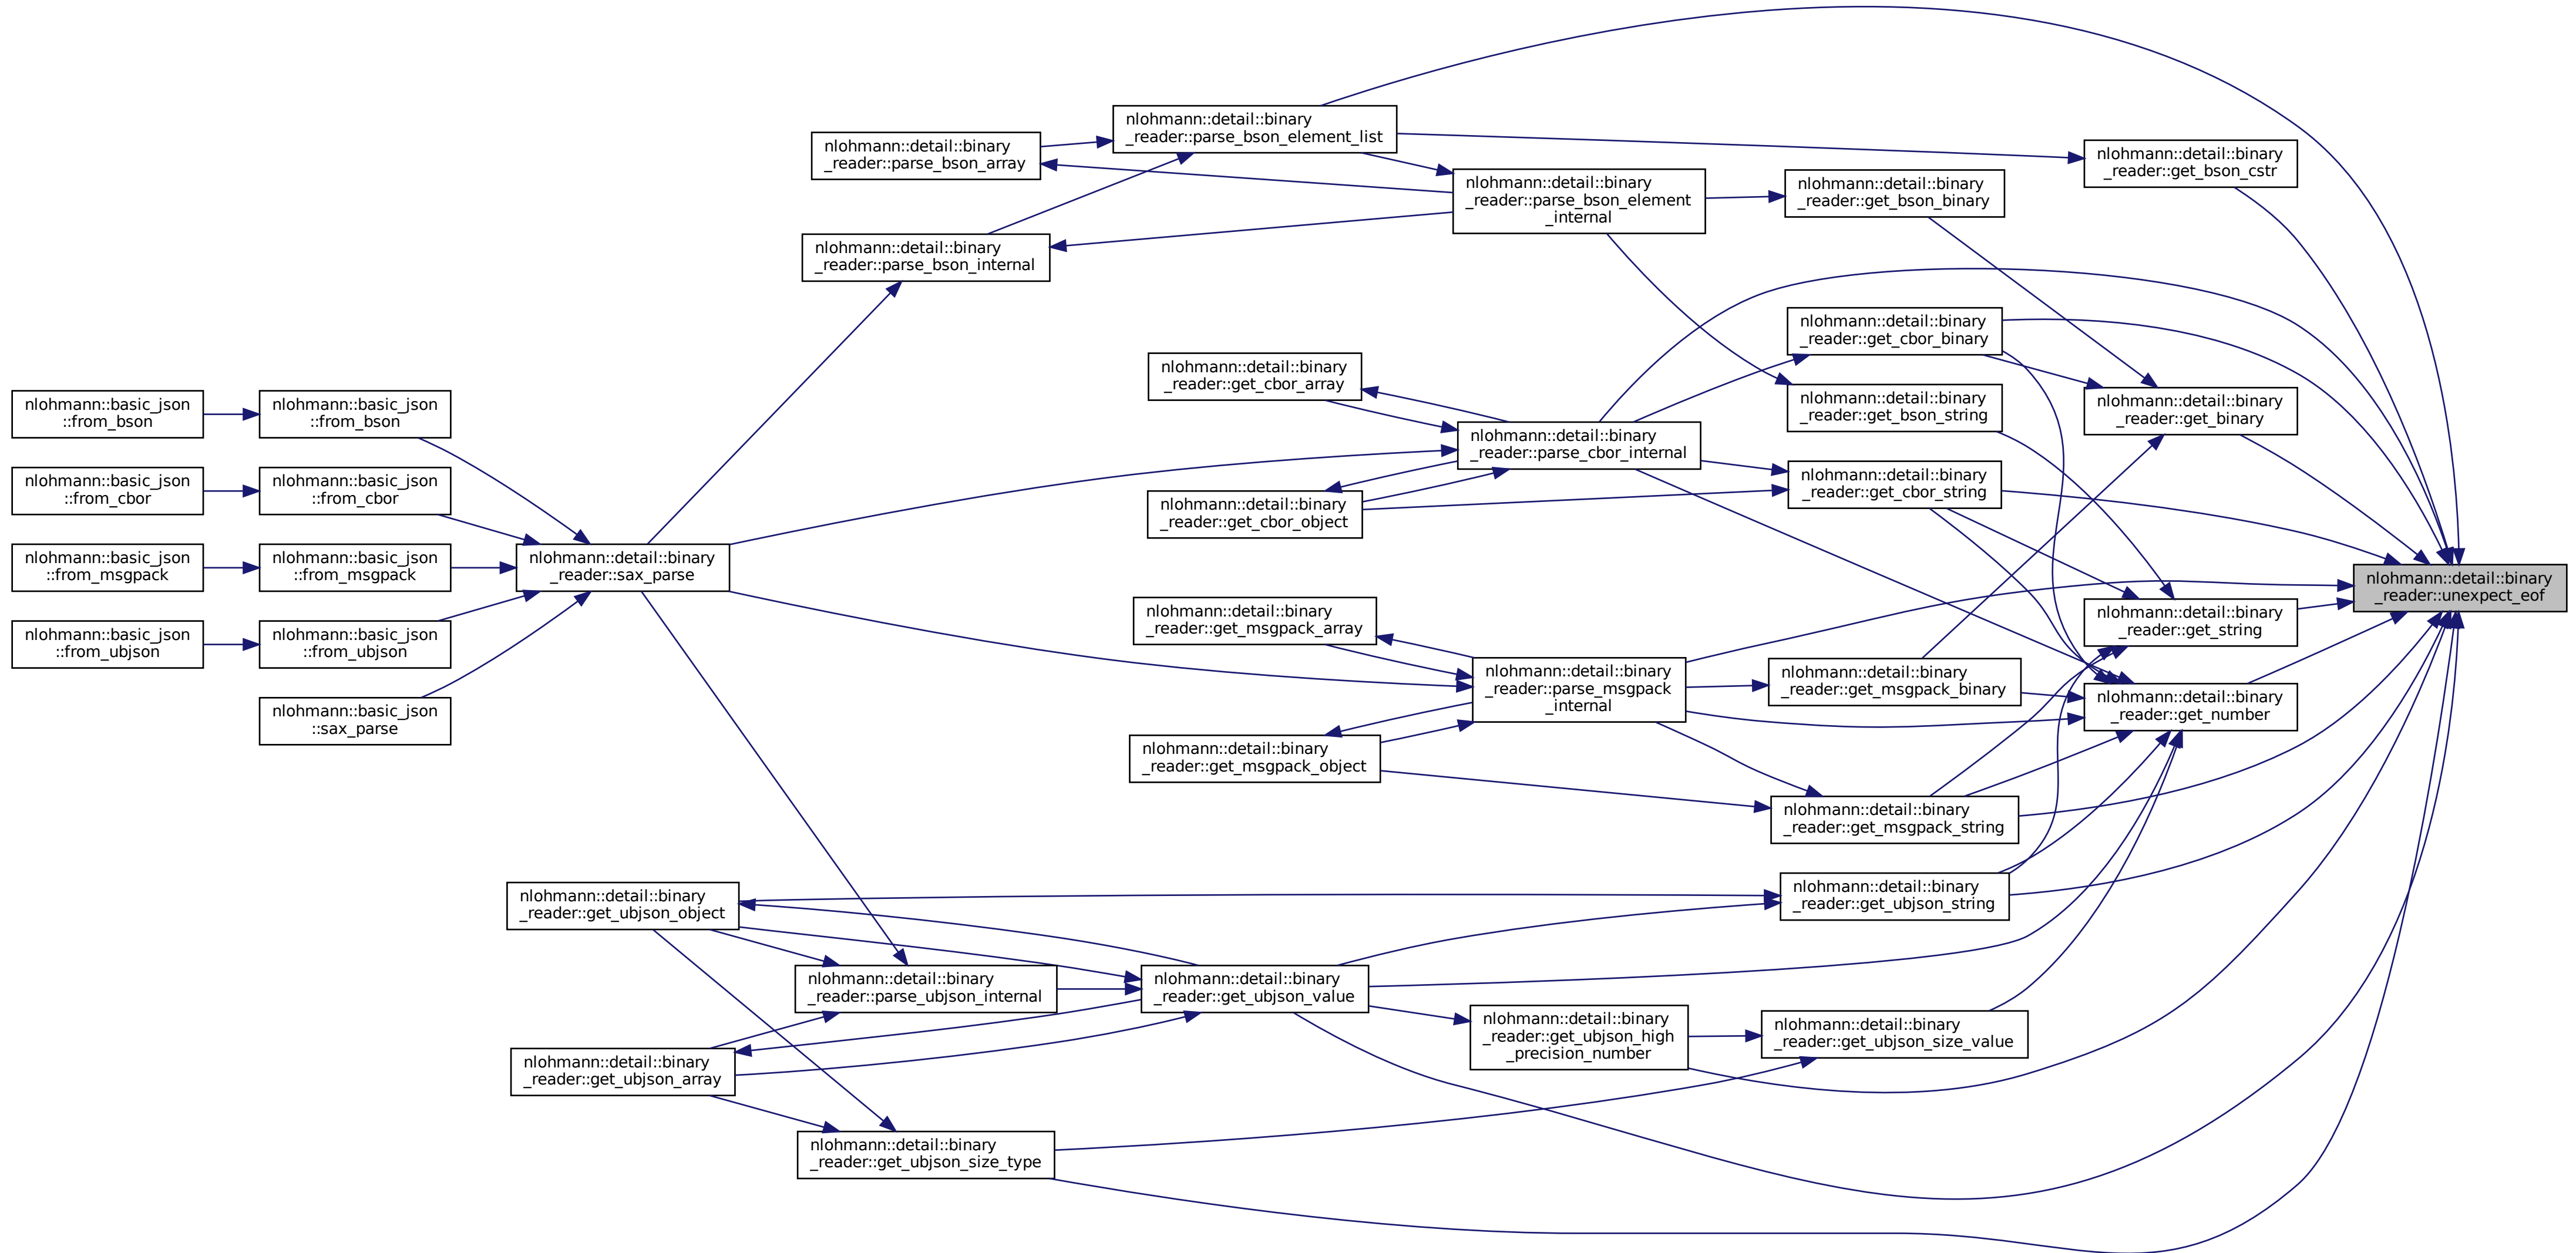 nlohmann::detail::binary
_reader::parse_bson_element_list
nlohmann::detail::binary
_reader::parse_bson_array
nlohmann::detail::binary
_reader::get_bson_cstr
nlohmann::detail::binary
_reader::parse_bson_element
_internal
nlohmann::detail::binary
_reader::get_bson_binary
nlohmann::detail::binary
_reader::parse_bson_internal
nlohmann::detail::binary
_reader::get_cbor_binary
nlohmann::detail::binary
_reader::get_cbor_array
nlohmann::basic_json
::from_bson
nlohmann::basic_json
::from_bson
nlohmann::detail::binary
_reader::get_bson_string
nlohmann::detail::binary
_reader::get_binary
nlohmann::detail::binary
_reader::parse_cbor_internal
nlohmann::basic_json
::from_cbor
nlohmann::basic_json
::from_cbor
nlohmann::detail::binary
_reader::get_cbor_string
nlohmann::detail::binary
_reader::get_cbor_object
nlohmann::basic_json
::from_msgpack
nlohmann::basic_json
::from_msgpack
nlohmann::detail::binary
_reader::sax_parse
nlohmann::detail::binary
_reader::unexpect_eof
nlohmann::detail::binary
_reader::get_msgpack_array
nlohmann::detail::binary
_reader::get_string
nlohmann::basic_json
::from_ubjson
nlohmann::basic_json
::from_ubjson
nlohmann::detail::binary
_reader::parse_msgpack
_internal
nlohmann::detail::binary
_reader::get_msgpack_binary
nlohmann::detail::binary
_reader::get_number
nlohmann::basic_json
::sax_parse
nlohmann::detail::binary
_reader::get_msgpack_object
nlohmann::detail::binary
_reader::get_msgpack_string
nlohmann::detail::binary
_reader::get_ubjson_object
nlohmann::detail::binary
_reader::get_ubjson_string
nlohmann::detail::binary
_reader::parse_ubjson_internal
nlohmann::detail::binary
_reader::get_ubjson_value
nlohmann::detail::binary
_reader::get_ubjson_high
_precision_number
nlohmann::detail::binary
_reader::get_ubjson_size_value
nlohmann::detail::binary
_reader::get_ubjson_array
nlohmann::detail::binary
_reader::get_ubjson_size_type